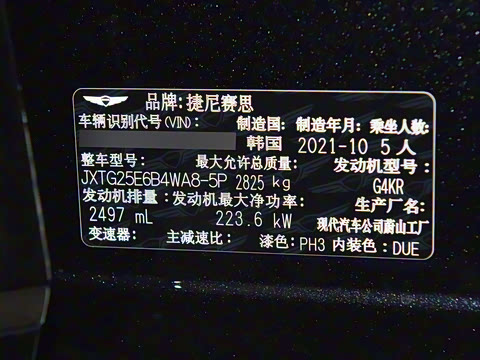 品牌:捷尼赛思
车辆识别代号(VIN): 制造国: 制造年月: 乘坐人数:
韩国 2021-10 5人
整车型号: 最大允许总质量: 发动机型号:
JXTG25E6B4WA8-5P 2825 kg G4KR
发动机排量: 发动机最大净功率: 生产厂名:
2497 mL 223.6 kW 现代汽车公司蔚山工厂
变速器: 主减速比: 漆色:PH3 内装色:DUE